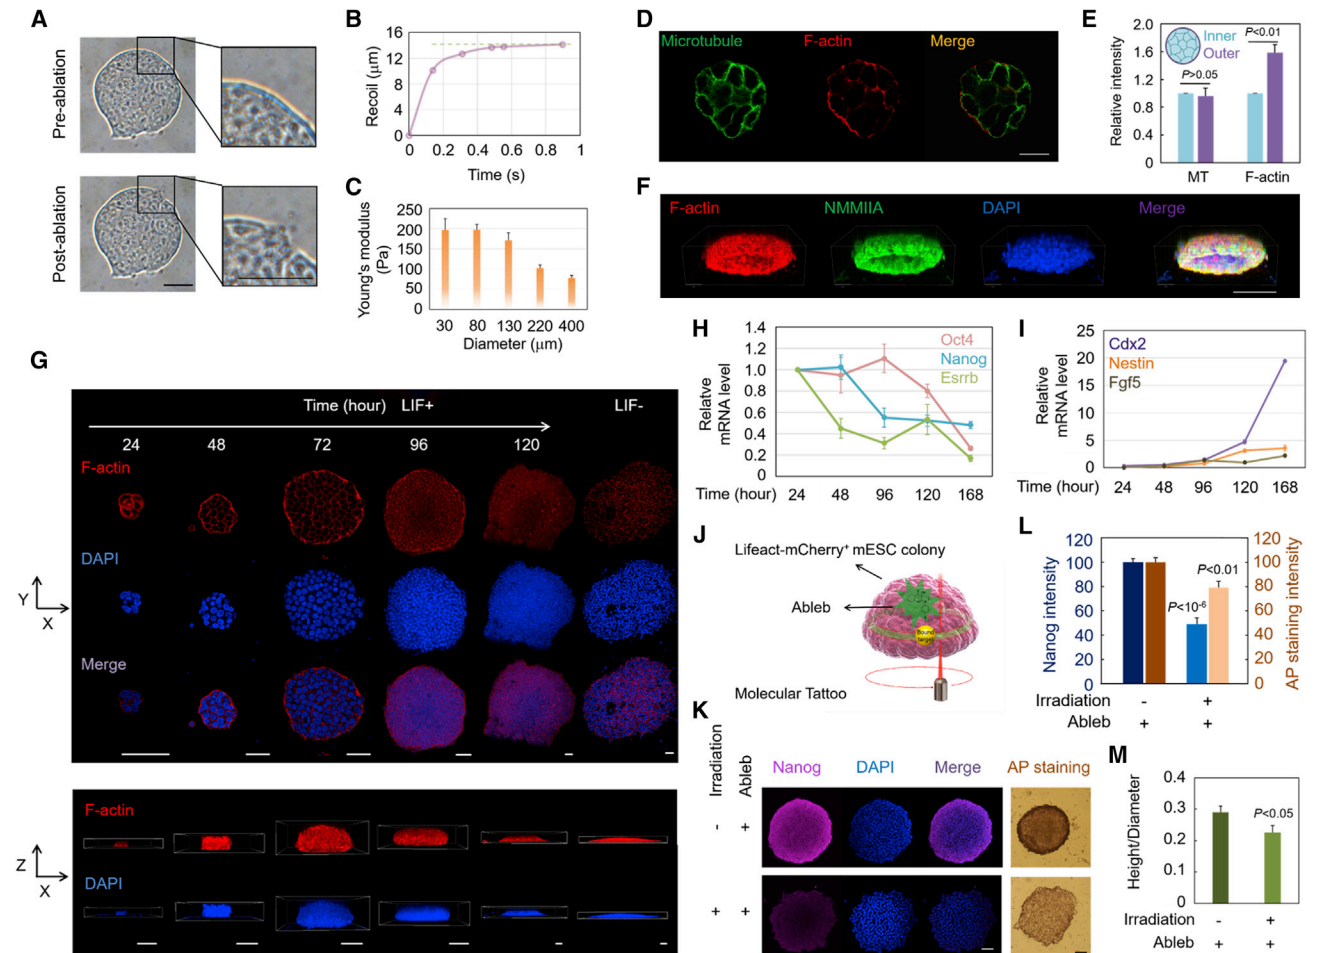 A
Pre-ablation
Post-ablation
B
Recoil (μm)
16
12
8
4
0
0 0.2 0.4 0.6 0.8 1
Time (s)
C
Young's modulus
(Pa)
250
200
150
100
50
0
30 80 130 220 400
Diameter (μm)
D
Microtubule F-actin Merge
E
Relative intensity
2.0
1.6
1.2
0.8
0.4
0
Inner
Outer
P<0.01
P>0.05
MT F-actin
F
F-actin NMMIIA DAPI Merge
G
Time (hour) LIF+ LIF-
24 48 72 96 120
F-actin
DAPI
Merge
Y
X
F-actin
DAPI
Z
X
H
Relative
mRNA level
1.4
1.2
1.0
0.8
0.6
0.4
0.2
0
Oct4
Nanog
Esrrb
Time (hour) 24 48 96 120 168
I
Relative
mRNA level
25
20
15
10
5
0
Cdx2
Nestin
Fgf5
24 48 96 120 168
J
Lifeact-mCherry+ mESC colony
Ableb
Bound
target
Molecular Tattoo
K
Irradiation
Ableb
Nanog DAPI Merge AP staining
- +
+ +
L
Nanog intensity
120
100
80
60
40
20
0
AP staining intensity
120
100
80
60
40
20
0
P<0.01
P<10-6
Irradiation - +
Ableb + +
M
Height/Diameter
0.4
0.3
0.2
0.1
0
P<0.05
Irradiation - +
Ableb + +